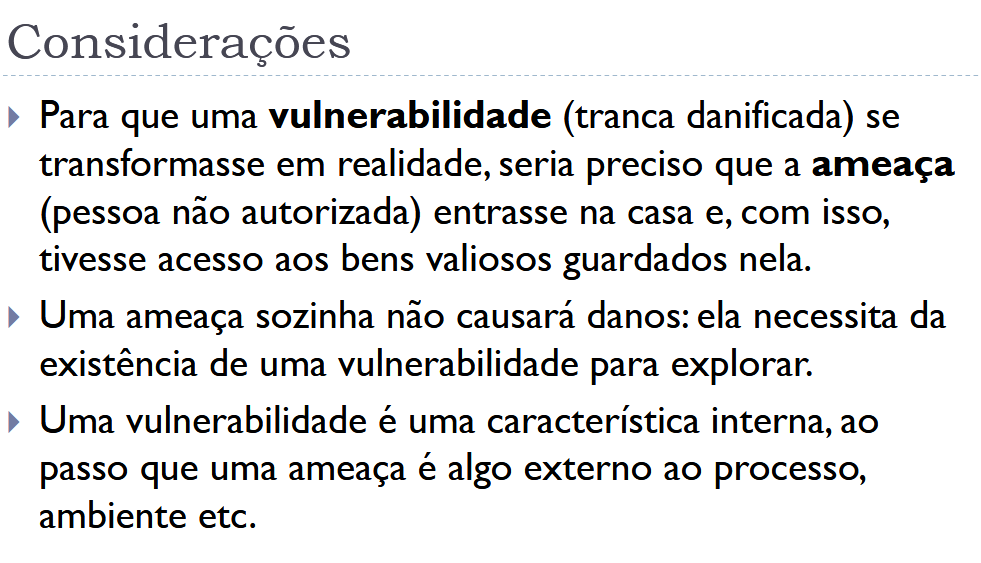 Considerações
Para que uma vulnerabilidade (tranca danificada) se
transformasse em realidade, seria preciso que a ameaça
(pessoa não autorizada) entrasse na casa e, com isso,
tivesse acesso aos bens valiosos guardados nela.
Uma ameaça sozinha não causará danos: ela necessita da
existência de uma vulnerabilidade para explorar.
Uma vulnerabilidade é uma característica interna, ao
passo que uma ameaça é algo externo ao processo,
ambiente etc.